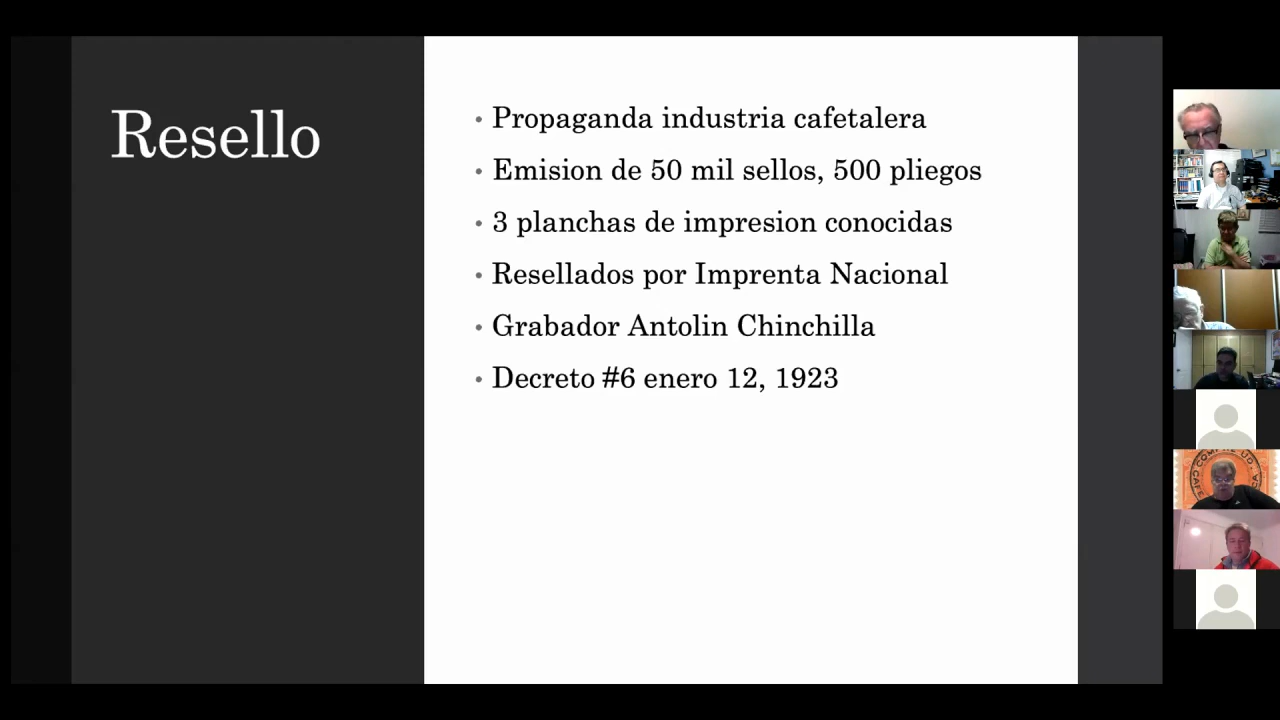 Resello
• Propaganda industria cafetalera
• Emision de 50 mil sellos, 500 pliegos
• 3 planchas de impresion conocidas
• Resellados por Imprenta Nacional
• Grabador Antolin Chinchilla
• Decreto #6 enero 12, 1923